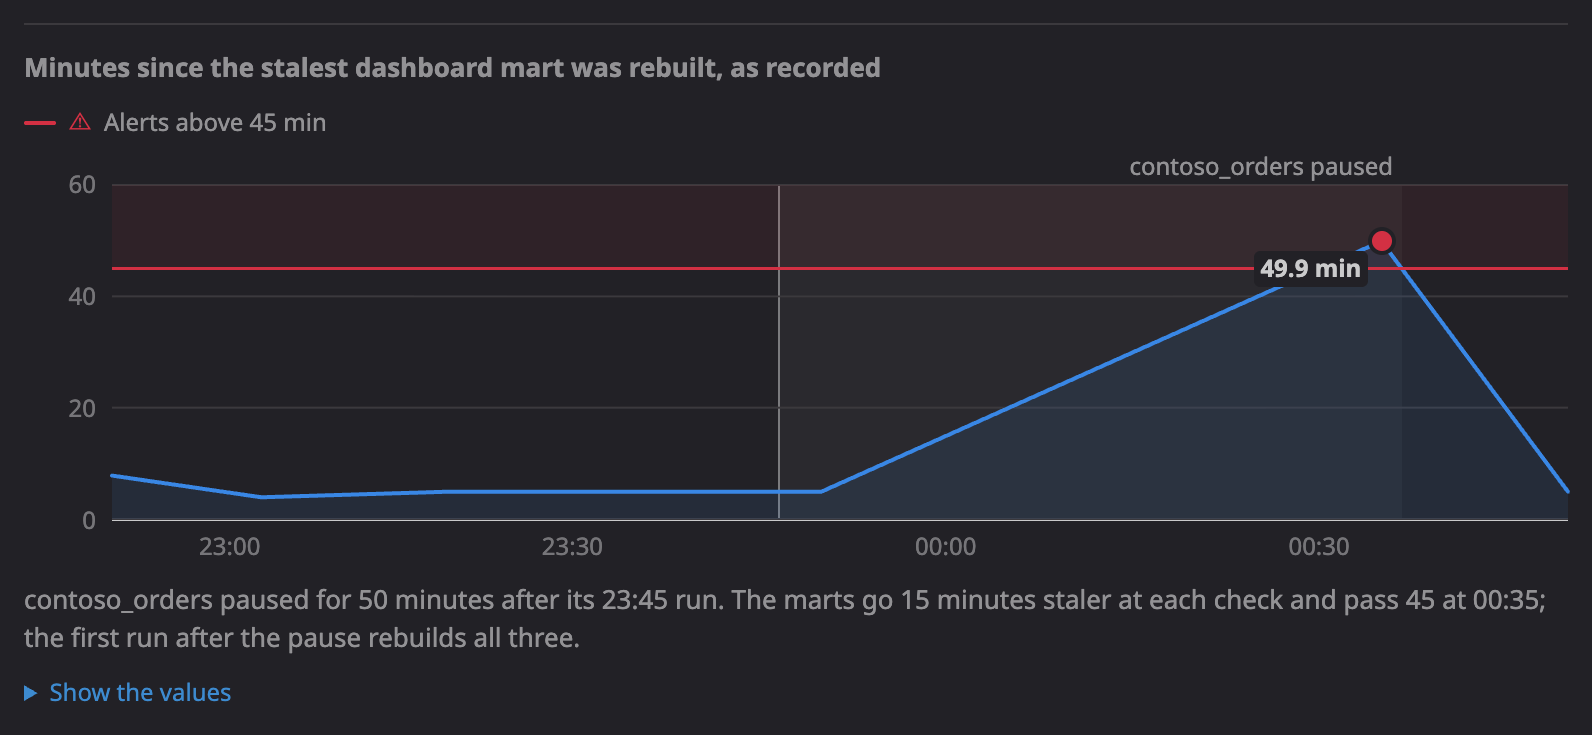 Minutes since the stalest dashboard mart was rebuilt, as recorded
Alerts above 45 min
contoso_orders paused
60
49.9 min
40
20
0
23:00 23:30 00:00 00:30
contoso_orders paused for 50 minutes after its 23:45 run. The marts go 15 minutes staler at each check and pass 45 at 00:35;
the first run after the pause rebuilds all three.
Show the values